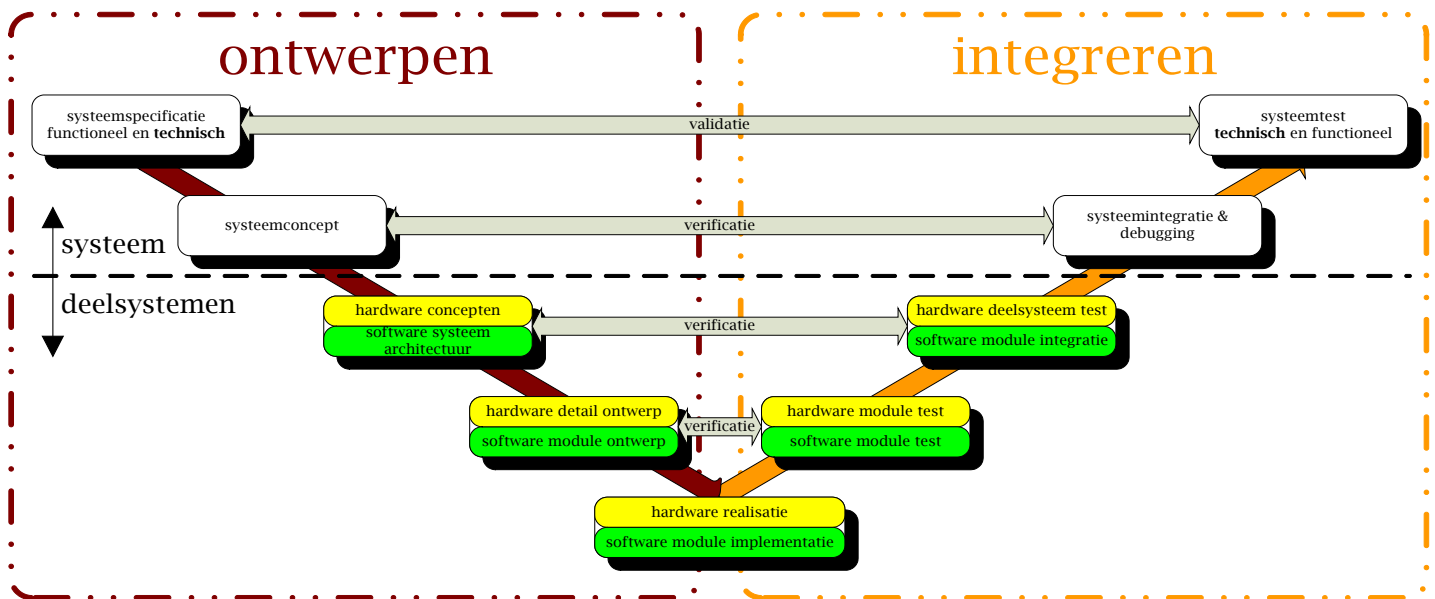 ontwerpen
integreren
systeemspecificatie
functioneel en technisch
validatie
systeemtest
technisch en functioneel
systeemconcept
verificatie
systeemintegratie &
debugging
systeem
deelsystemen
hardware concepten
software systeem
architectuur
verificatie
hardware deelsysteem test
software module integratie
hardware detail ontwerp
software module ontwerp
verificatie
hardware module test
software module test
hardware realisatie
software module implementatie